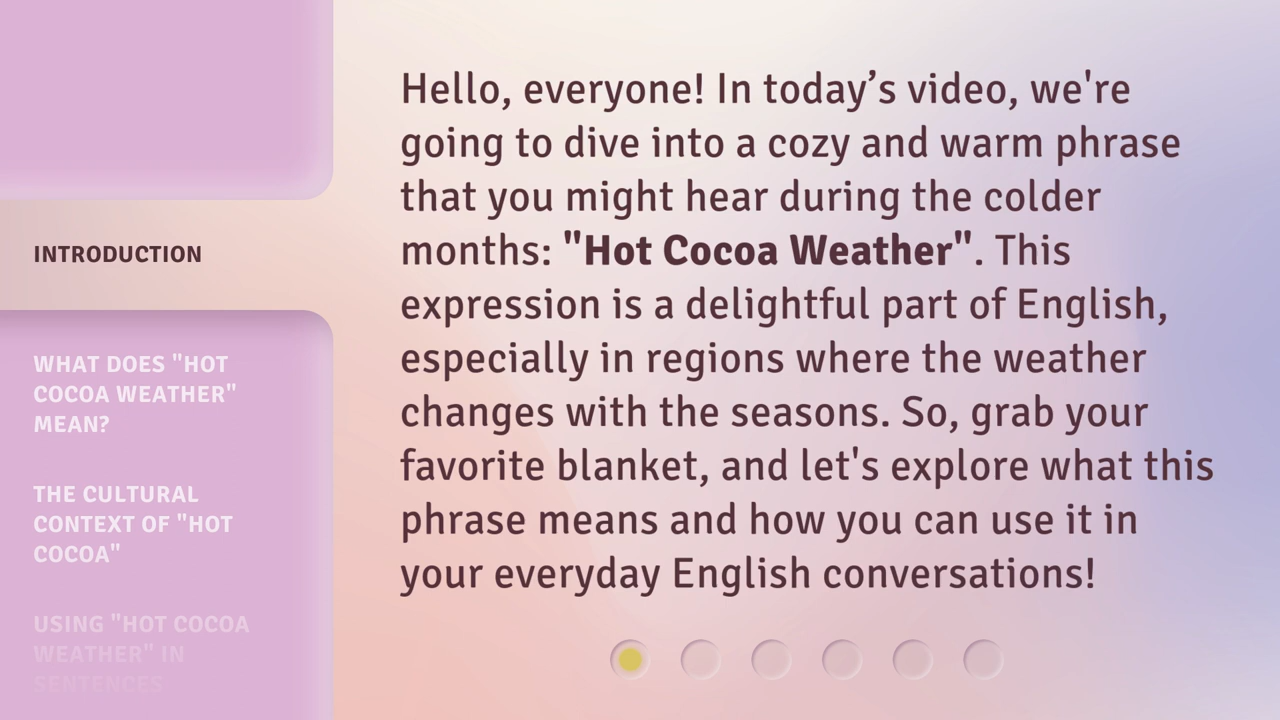 INTRODUCTION
WHAT DOES "HOT
COCOA WEATHER"
MEAN?
THE CULTURAL
CONTEXT OF "HOT
COCOA"
USING "HOT COCOA
WEATHER" IN
SENTENCES
Hello, everyone! In today’s video, we're
going to dive into a cozy and warm phrase
that you might hear during the colder
months: "Hot Cocoa Weather". This
expression is a delightful part of English,
especially in regions where the weather
changes with the seasons. So, grab your
favorite blanket, and let's explore what this
phrase means and how you can use it in
your everyday English conversations!